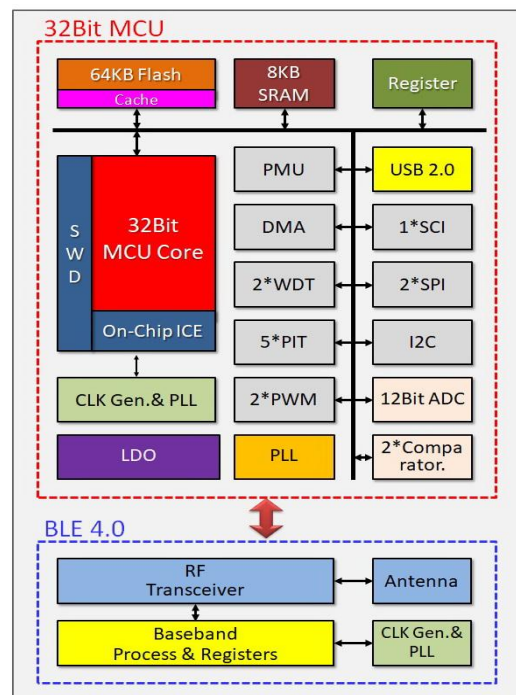 32Bit MCU
64KB Flash
Cache
8KB
SRAM
Register
SWD
32Bit
MCU Core
On-Chip ICE
PMU
USB 2.0
DMA
1*SCI
2*WDT
2*SPI
5*PIT
I2C
CLK Gen.& PLL
2*PWM
12Bit ADC
LDO
PLL
2*Compa
rator.
BLE 4.0
RF
Transceiver
Antenna
Baseband
Process & Registers
CLK Gen.&
PLL